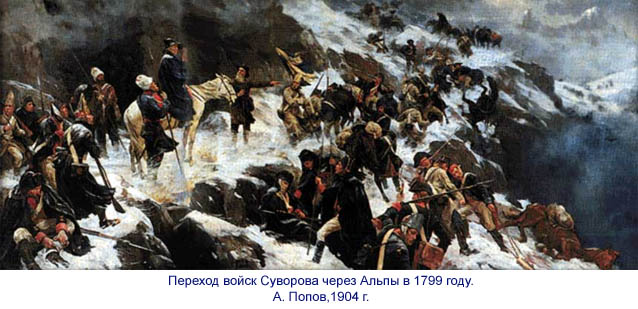 Переход войск Суворова через Альпы в 1799 году.
А. Попов,1904 г.